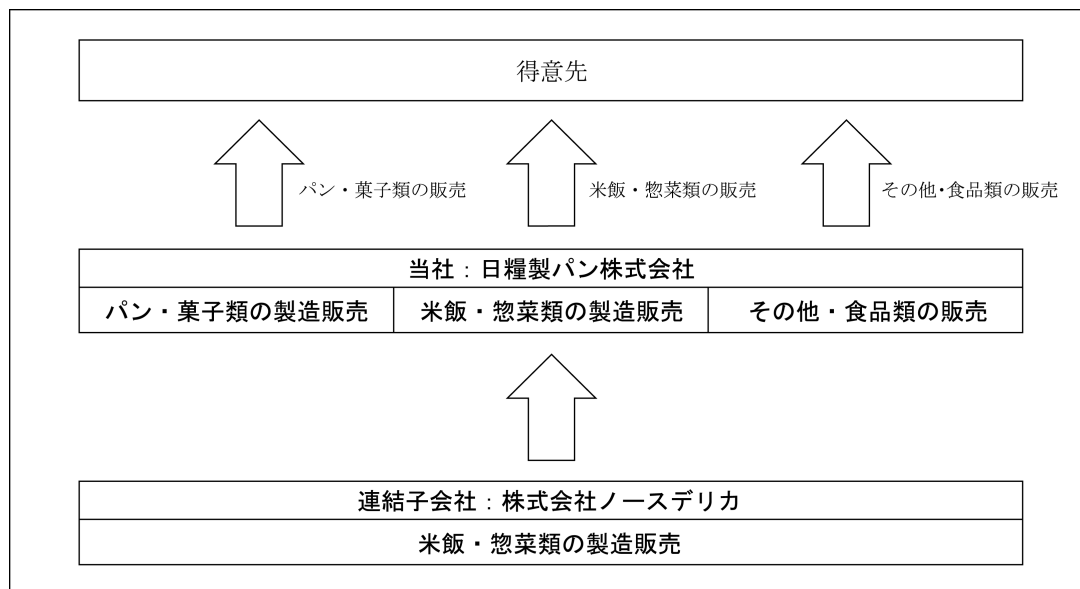 得意先
パン・菓子類の販売
米飯・惣菜類の販売
その他・食品類の販売
当社：日糧製パン株式会社
パン・菓子類の製造販売
米飯・惣菜類の製造販売
その他・食品類の販売
連結子会社：株式会社ノースデリカ
米飯・惣菜類の製造販売